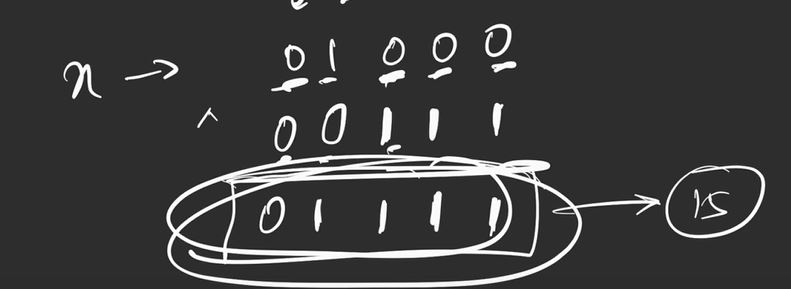 x → 0 1 0 0 0
^ 0 0 1 1 1
0 1 1 1 1 → 15